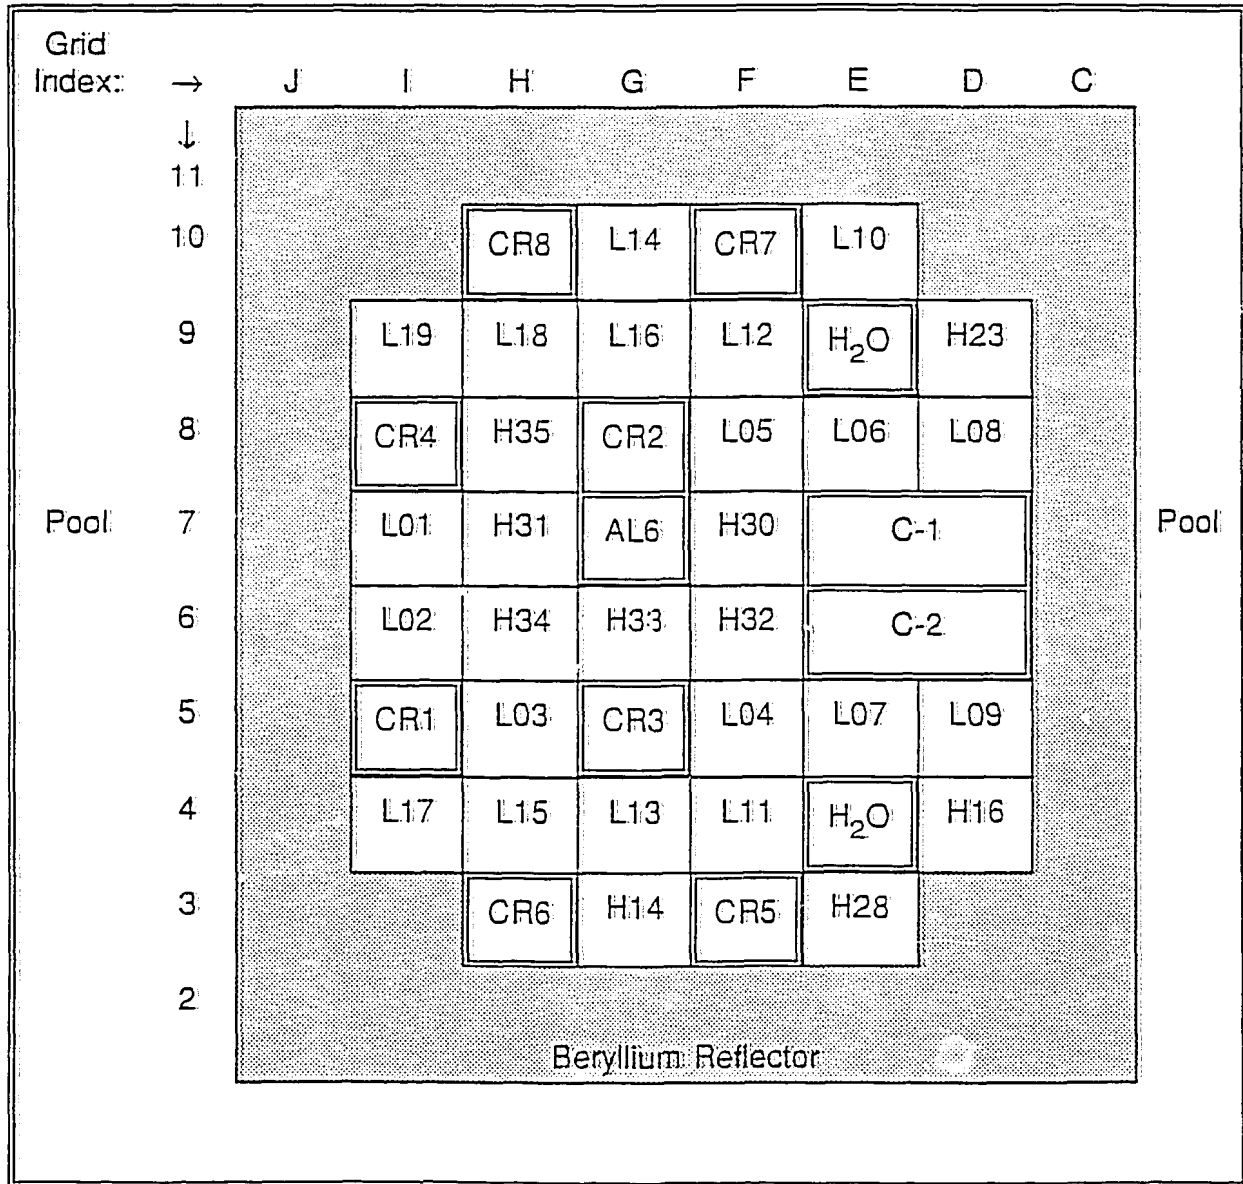 Grid
Index: → J I H G F E D C
↓
11
10 CR8 L14 CR7 L10
9 L19 L18 L16 L12 H₂O H23
8 CR4 H35 CR2 L05 L06 L08
Pool 7 L01 H31 AL6 H30 C-1 Pool
6 L02 H34 H33 H32 C-2
5 CR1 L03 CR3 L04 L07 L09
4 L17 L15 L13 L11 H₂O H16
3 CR6 H14 CR5 H28
2
Beryllium Reflector